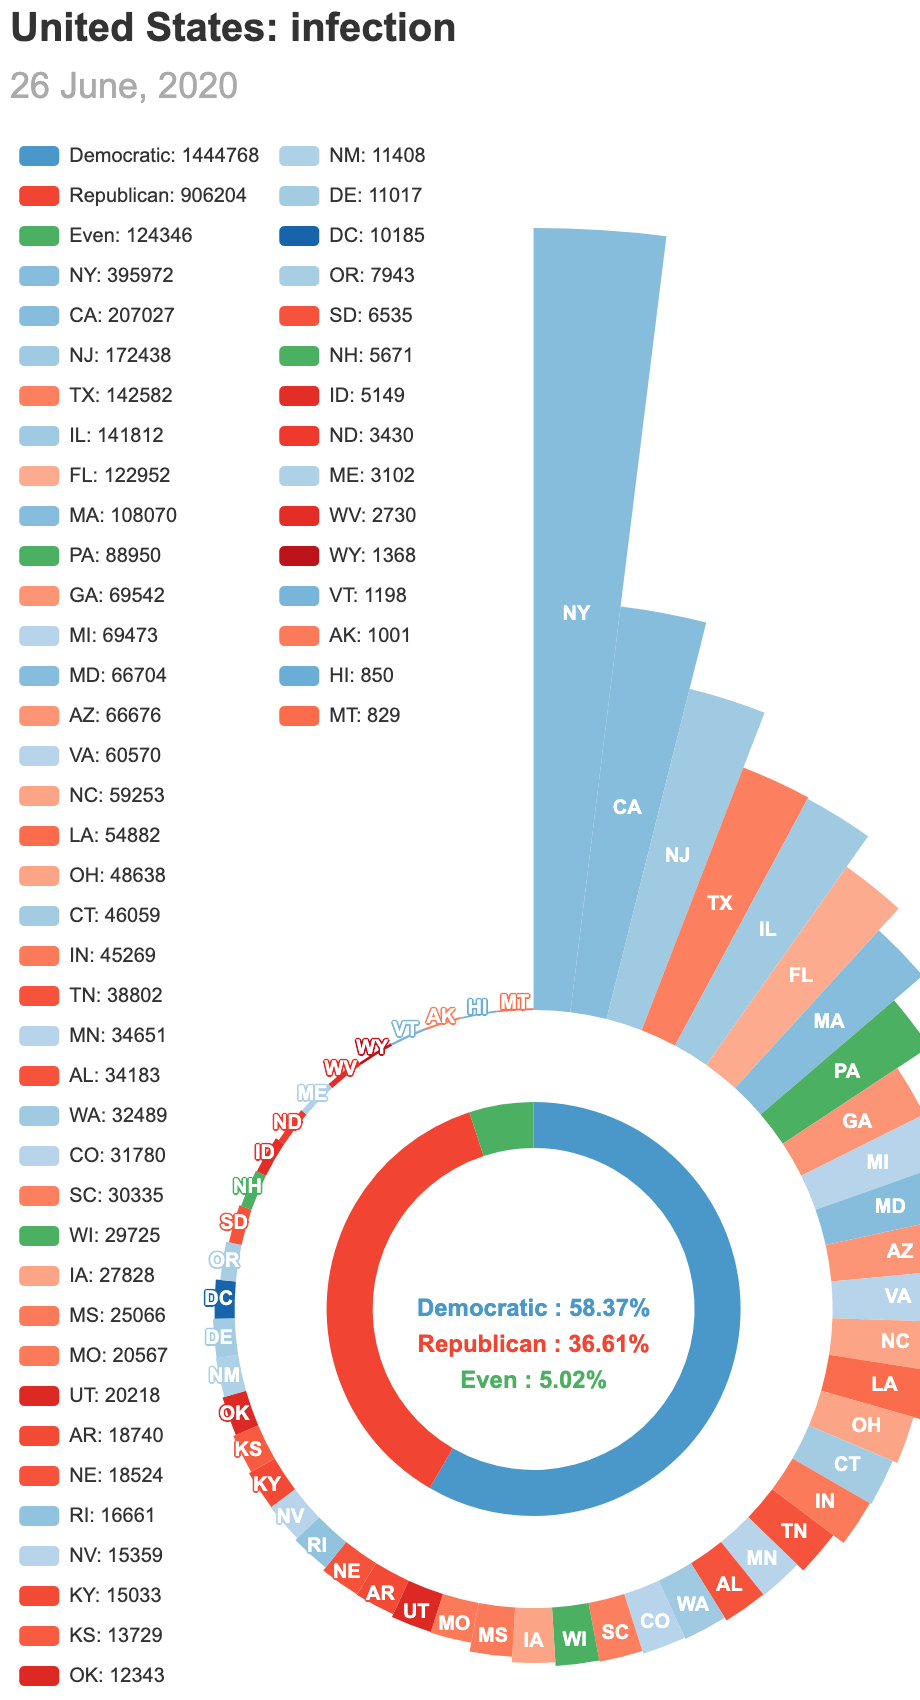 United States: infection
26 June, 2020
Democratic: 1444768
Republican: 906204
Even: 124346
NY: 395972
CA: 207027
NJ: 172438
TX: 142582
IL: 141812
FL: 122952
MA: 108070
PA: 88950
GA: 69542
MI: 69473
MD: 66704
AZ: 66676
VA: 60570
NC: 59253
LA: 54882
OH: 48638
CT: 46059
IN: 45269
TN: 38802
MN: 34651
AL: 34183
WA: 32489
CO: 31780
SC: 30335
WI: 29725
IA: 27828
MS: 25066
MO: 20567
UT: 20218
AR: 18740
NE: 18524
RI: 16661
NV: 15359
KY: 15033
KS: 13729
OK: 12343
NM: 11408
DE: 11017
DC: 10185
OR: 7943
SD: 6535
NH: 5671
ID: 5149
ND: 3430
ME: 3102
WV: 2730
WY: 1368
VT: 1198
AK: 1001
HI: 850
MT: 829
NY
CA
NJ
TX
IL
FL
MA
PA
GA
MI
MD
AZ
VA
NC
LA
OH
CT
IN
TN
MN
AL
WA
CO
SC
WI
IA
MS
MO
UT
AR
NE
RI
NV
KY
KS
OK
NM
DE
DC
OR
SD
NH
ID
ND
ME
WV
WY
VT
AK
HI
MT
Democratic : 58.37%
Republican : 36.61%
Even : 5.02%